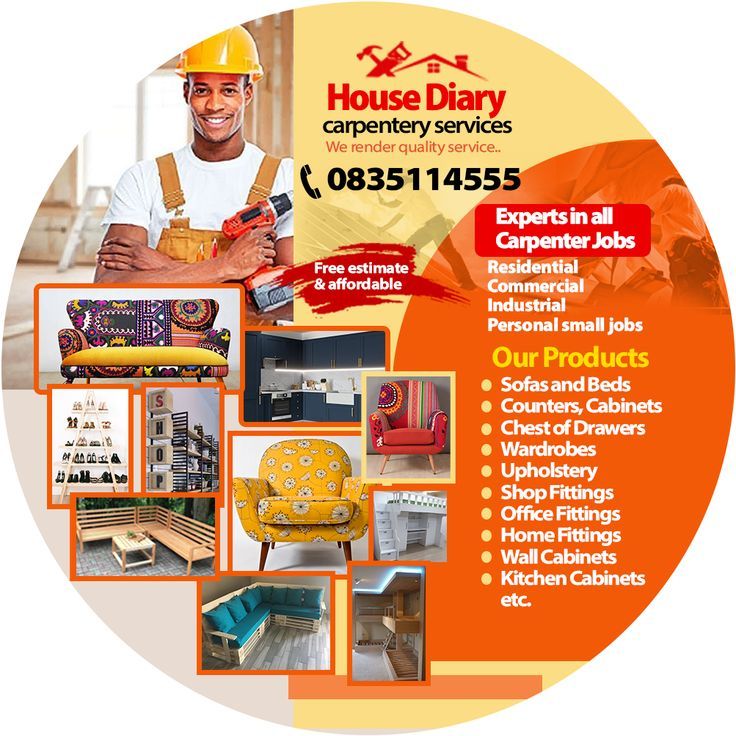 House Diary
carpentery services
We render quality service..
0835114555
Free estimate
& affordable
Experts in all
Carpenter Jobs
Residential
Commercial
Industrial
Personal small jobs
Our Products
Sofas and Beds
Counters, Cabinets
Chest of Drawers
Wardrobes
Upholstery
Shop Fittings
Office Fittings
Home Fittings
Wall Cabinets
Kitchen Cabinets
etc.
SHOP